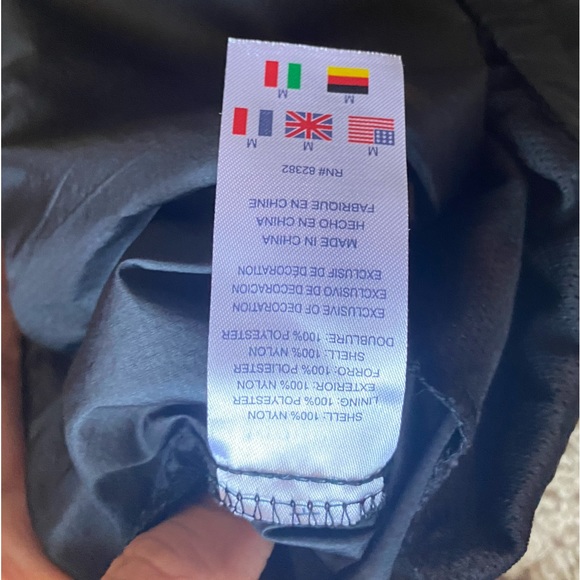 SHELL: 100% NYLON
LINING: 100% POLYESTER
EXTERIOR: 100% NYLON
FORRO: 100% POLIESTER
SHELL: 100% NYLON
DOUBLURE: 100% POLYESTER
EXCLUSIVE OF DECORATION
EXCLUSIVO DE DECORACION
EXCLUSIF DE DÉCORATION
MADE IN CHINA
HECHO EN CHINA
FABRIQUE EN CHINE
RN# 62382
M M M
M M